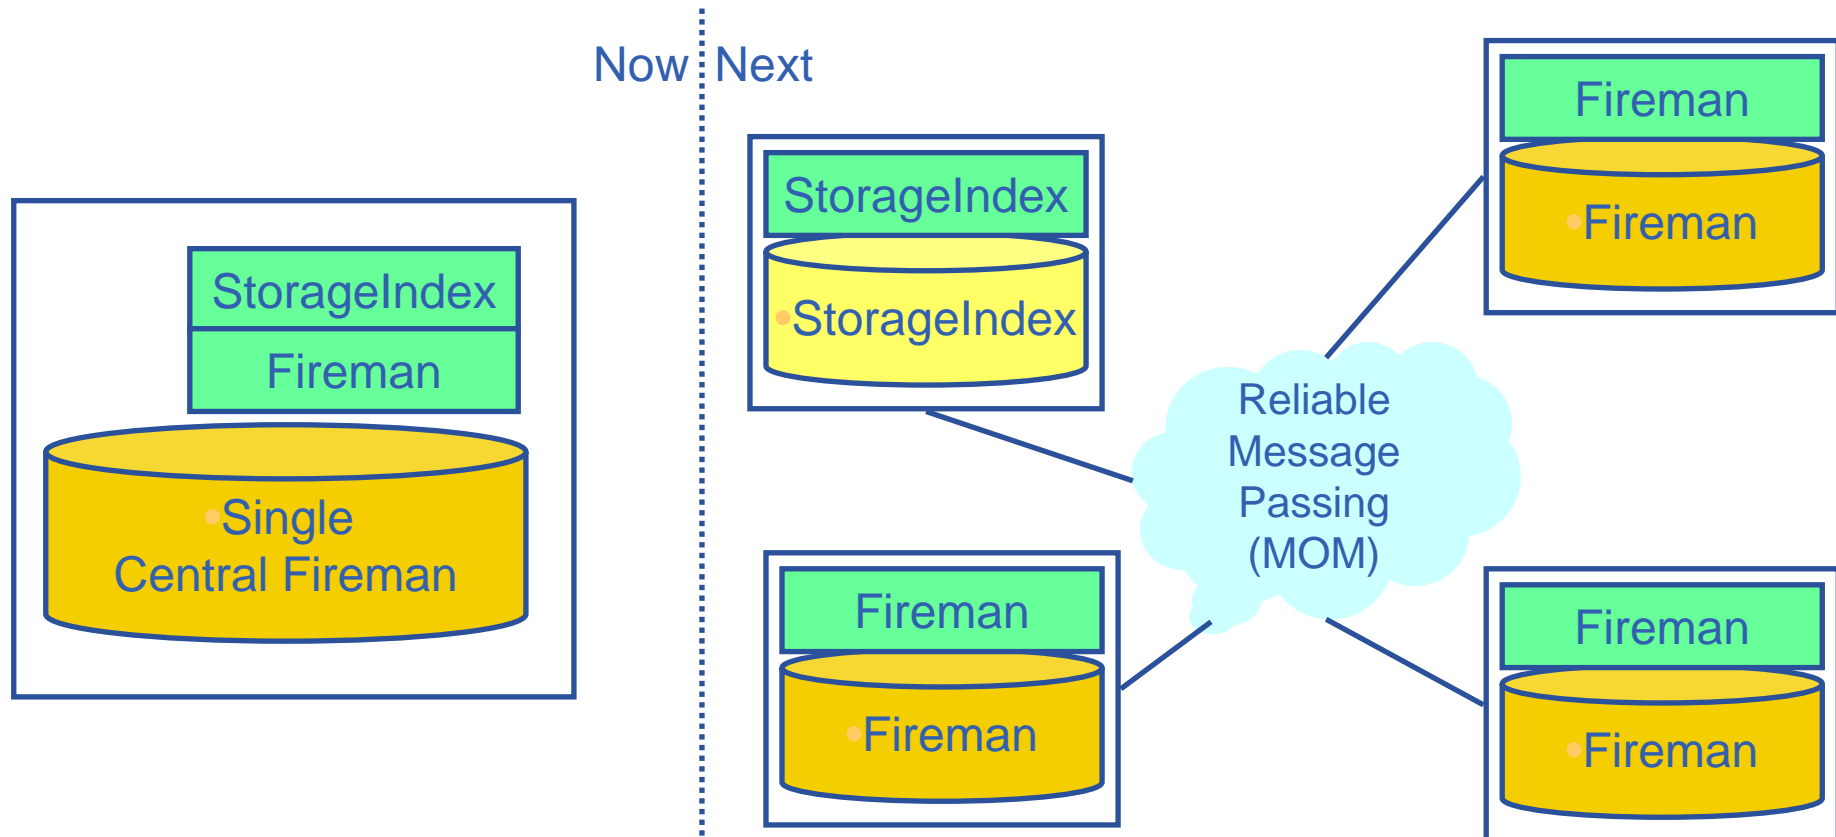 Now
Next
StorageIndex
Fireman
•Single
Central Fireman
StorageIndex
•StorageIndex
Fireman
•Fireman
Reliable
Message
Passing
(MOM)
Fireman
•Fireman
Fireman
•Fireman